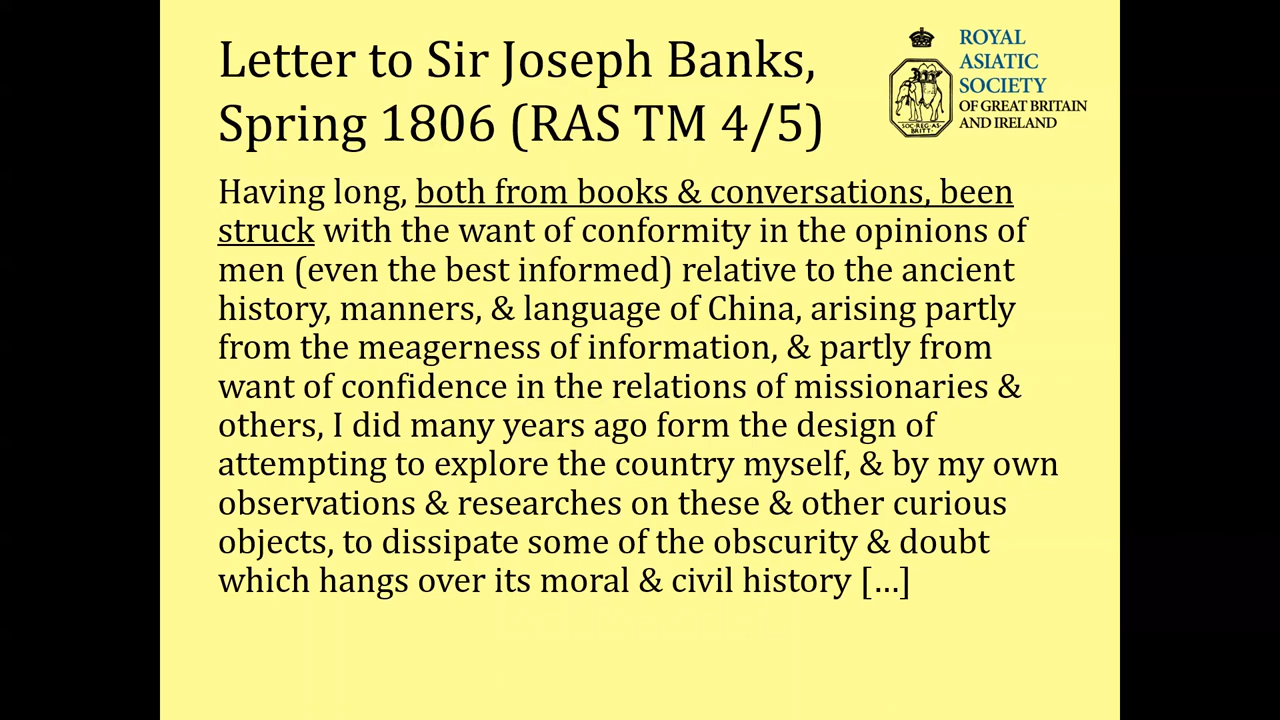 Letter to Sir Joseph Banks,
Spring 1806 (RAS TM 4/5)
ROYAL
ASIATIC
SOCIETY
OF GREAT BRITAIN
AND IRELAND
SOC·REG·AS·
BRITT·
Having long, both from books & conversations, been
struck with the want of conformity in the opinions of
men (even the best informed) relative to the ancient
history, manners, & language of China, arising partly
from the meagerness of information, & partly from
want of confidence in the relations of missionaries &
others, I did many years ago form the design of
attempting to explore the country myself, & by my own
observations & researches on these & other curious
objects, to dissipate some of the obscurity & doubt
which hangs over its moral & civil history […]